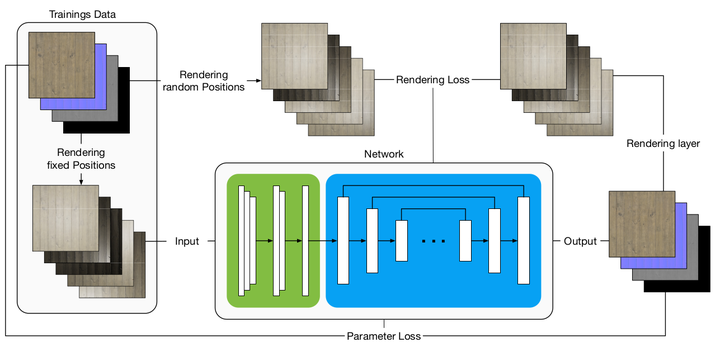 Trainings Data
Rendering
random Positions
Rendering Loss
Rendering layer
Rendering
fixed Positions
Network
Input
Output
Parameter Loss